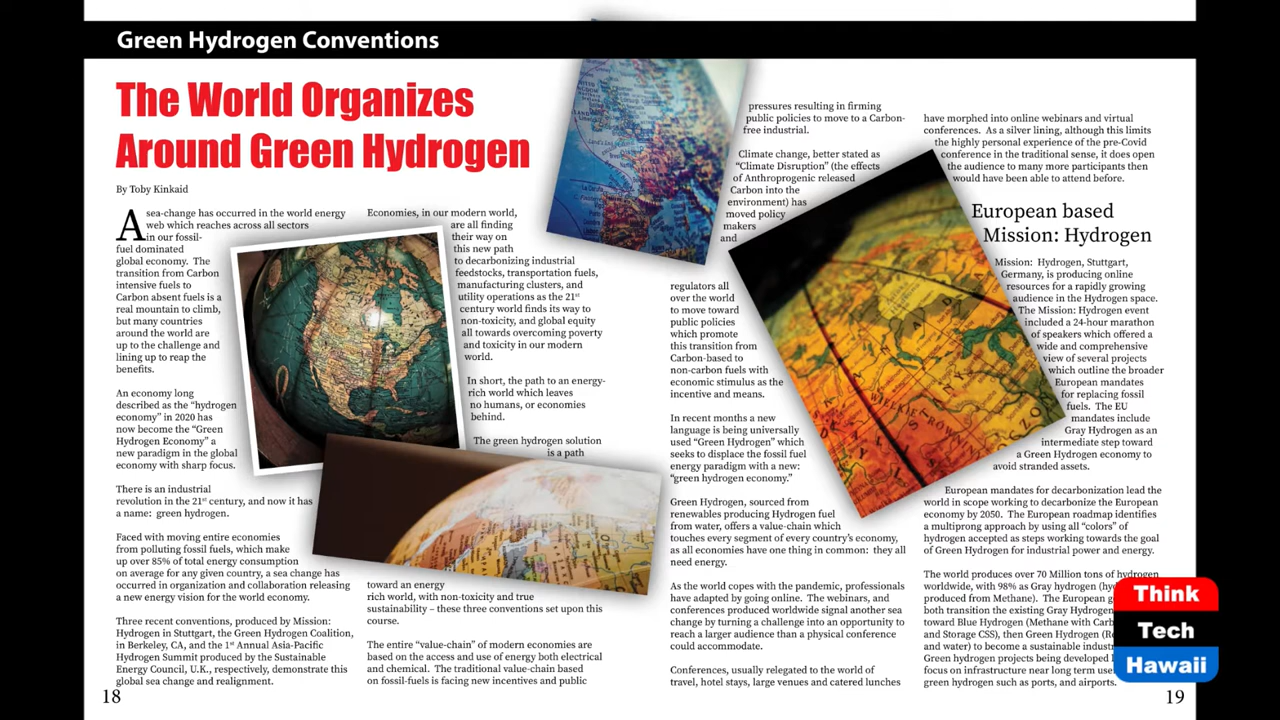 Green Hydrogen Conventions
The World Organizes
Around Green Hydrogen
By Toby Kinkaid
A sea-change has occurred in the world energy
web which reaches across all sectors
in our fossil-
fuel dominated
global economy. The
transition from Carbon
intensive fuels to
Carbon absent fuels is a
real mountain to climb,
but many countries
around the world are
up to the challenge and
lining up to reap the
benefits.
An economy long
described as the “hydrogen
economy” in 2020 has
now become the “Green
Hydrogen Economy” a
new paradigm in the global
economy with sharp focus.
There is an industrial
revolution in the 21st century, and now it has
a name: green hydrogen.
Faced with moving entire economies
from polluting fossil fuels, which make
up over 85% of total energy consumption
on average for any given country, a sea change has
occurred in organization and collaboration releasing
a new energy vision for the world economy.
Three recent conventions, produced by Mission:
Hydrogen in Stuttgart, the Green Hydrogen Coalition,
in Berkeley, CA, and the 1st Annual Asia-Pacific
Hydrogen Summit produced by the Sustainable
Energy Council, U.K., respectively, demonstrate this
global sea change and realignment.
18
Economies, in our modern world,
are all finding
their way on
this new path
to decarbonizing industrial
feedstocks, transportation fuels,
manufacturing clusters, and
utility operations as the 21st
century world finds its way to
non-toxicity, and global equity
all towards overcoming poverty
and toxicity in our modern
world.
In short, the path to an energy-
rich world which leaves
no humans, or economies
behind.
The green hydrogen solution
is a path
toward an energy
rich world, with non-toxicity and true
sustainability – these three conventions set upon this
course.
The entire “value-chain” of modern economies are
based on the access and use of energy both electrical
and chemical. The traditional value-chain based
on fossil-fuels is facing new incentives and public
pressures resulting in firming
public policies to move to a Carbon-
free industrial.
Climate change, better stated as
“Climate Disruption” (the effects
of Anthropogenic released
Carbon into the
environment) has
moved policy
makers
and
regulators all
over the world
to move toward
public policies
which promote
this transition from
Carbon-based to
non-carbon fuels with
economic stimulus as the
incentive and means.
In recent months a new
language is being universally
used “Green Hydrogen” which
seeks to displace the fossil fuel
energy paradigm with a new:
“green hydrogen economy.”
Green Hydrogen, sourced from
renewables producing Hydrogen fuel
from water, offers a value-chain which
touches every segment of every country’s economy,
as all economies have one thing in common: they all
need energy.
As the world copes with the pandemic, professionals
have adapted by going online. The webinars, and
conferences produced worldwide signal another sea
change by turning a challenge into an opportunity to
reach a larger audience than a physical conference
could accommodate.
Conferences, usually relegated to the world of
travel, hotel stays, large venues and catered lunches
have morphed into online webinars and virtual
conferences. As a silver lining, although this limits
the highly personal experience of the pre-Covid
conference in the traditional sense, it does open
the audience to many more participants then
would have been able to attend before.
European based
Mission: Hydrogen
Mission: Hydrogen, Stuttgart,
Germany, is producing online
resources for a rapidly growing
audience in the Hydrogen space.
The Mission: Hydrogen event
included a 24-hour marathon
of speakers which offered a
wide and comprehensive
view of several projects
which outline the broader
European mandates
for replacing fossil
fuels. The EU
mandates include
Gray Hydrogen as an
intermediate step toward
a Green Hydrogen economy to
avoid stranded assets.
European mandates for decarbonization lead the
world in scope working to decarbonize the European
economy by 2050. The European roadmap identifies
a multiprong approach by using all “colors” of
hydrogen accepted as steps working towards the goal
of Green Hydrogen for industrial power and energy.
The world produces over 70 Million tons of hydrogen
worldwide, with 98% as Gray hydrogen
produced from Methane). The European
both transition the existing Gray Hydrogen
toward Blue Hydrogen (Methane with
and Storage CSS), then Green Hydrogen
and water) to become a sustainable
Green hydrogen projects being developed
focus on infrastructure near long term
green hydrogen such as ports, and airports.
19
Think
Tech
Hawaii